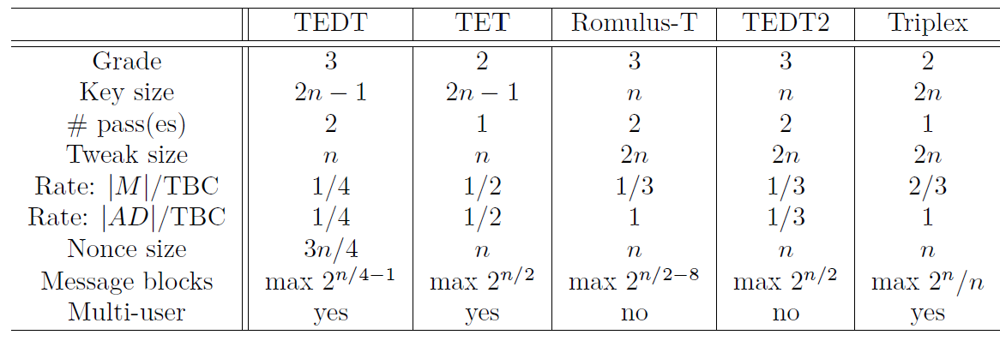 TEDT TET Romulus-T TEDT2 Triplex
Grade 3 2 3 3 2
Key size 2n − 1 2n − 1 n n 2n
# pass(es) 2 1 2 2 1
Tweak size n n 2n 2n 2n
Rate: |M|/TBC 1/4 1/2 1/3 1/3 2/3
Rate: |AD|/TBC 1/4 1/2 1 1/3 1
Nonce size 3n/4 n n n n
Message blocks max 2^{n/4−1} max 2^{n/2} max 2^{n/2−8} max 2^{n/2} max 2^n/n
Multi-user yes yes no no yes